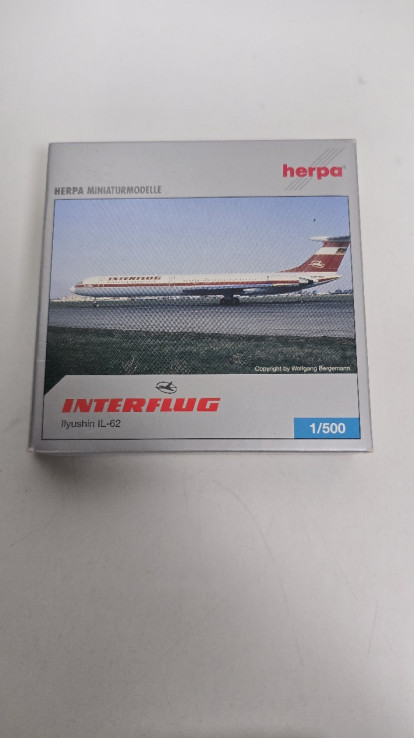 herpa
HERPA MINIATURMODELLE
INTERFLUG
Copyright by Wolfgang Bergemann
INTERFLUG
Ilyushin IL-62
1/500